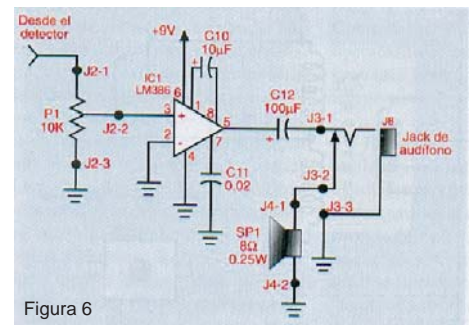 Desde el
detector
J2-1
P1
10K
J2-2
J2-3
+9V
C10
10µF
IC1
LM386
6
1
8
3
+
2
-
4
5
7
C11
0.02
C12
100µF
+
+
J3-1
J8
Jack de
audífono
J3-2
J3-3
J4-1
SP1
8Ω
0.25W
J4-2
Figura 6